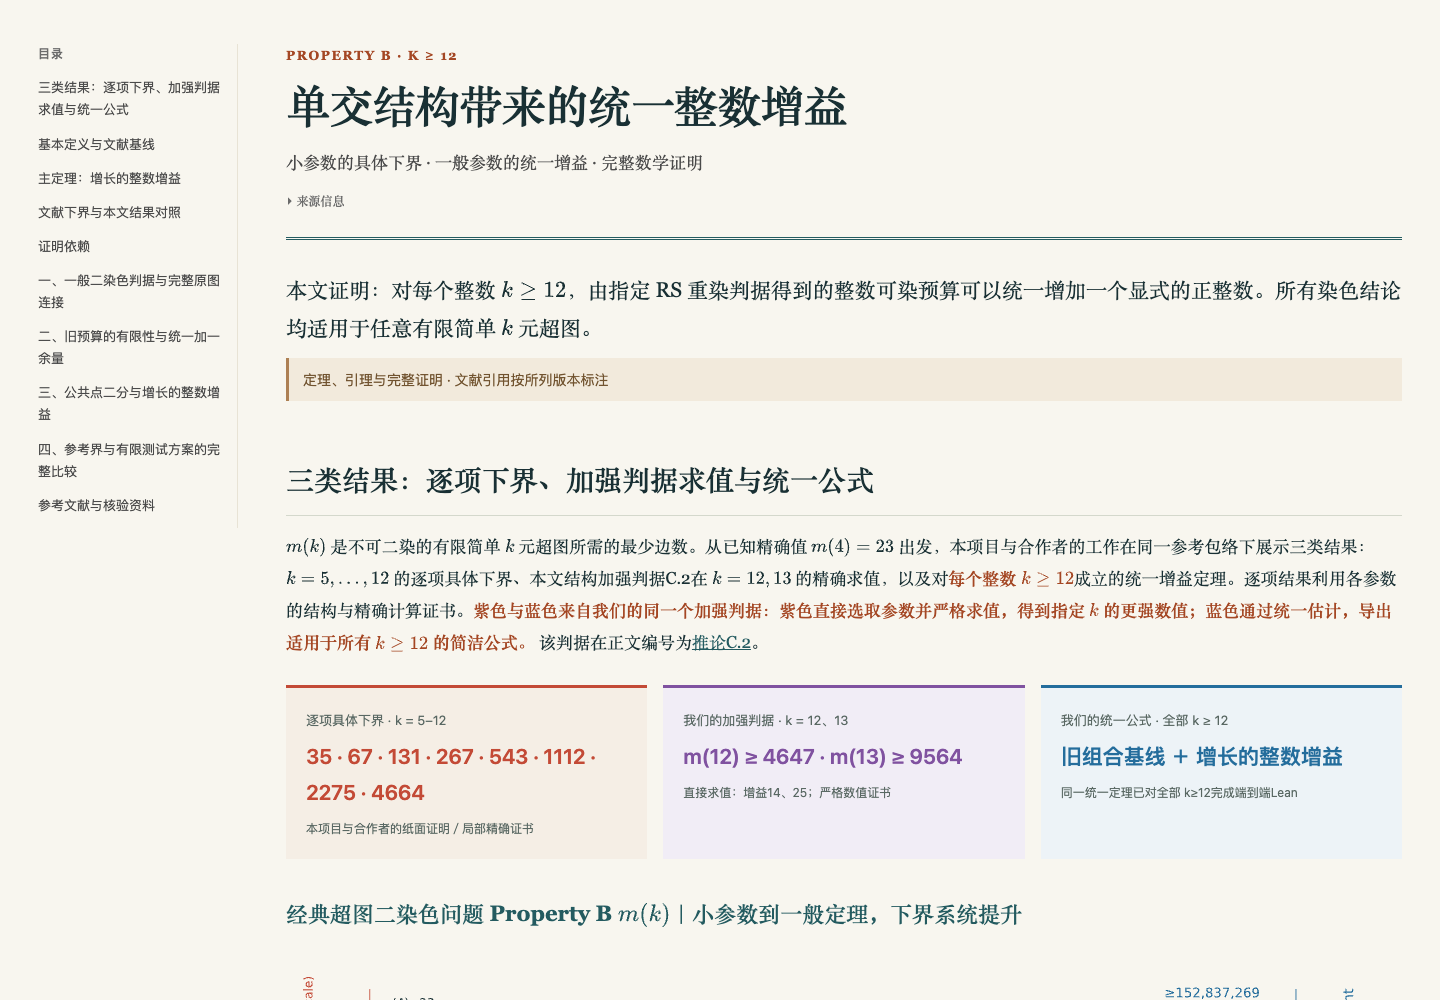 目录
三类结果：逐项下界、加强判据
求值与统一公式
基本定义与文献基线
主定理：增长的整数增益
文献下界与本文结果对照
证明依赖
一、一般二染色判据与完整原图
连接
二、旧预算的有限性与统一加一
余量
三、公共点二分与增长的整数增
益
四、参考界与有限测试方案的完
整比较
参考文献与核验资料
PROPERTY B · K ≥ 12
单交结构带来的统一整数增益
小参数的具体下界 · 一般参数的统一增益 · 完整数学证明
来源信息
本文证明：对每个整数 k ≥ 12，由指定 RS 重染判据得到的整数可染预算可以统一增加一个显式的正整数。所有染色结论
均适用于任意有限简单 k 元超图。
定理、引理与完整证明 · 文献引用按所列版本标注
三类结果：逐项下界、加强判据求值与统一公式
m(k) 是不可二染的有限简单 k 元超图所需的最少边数。从已知精确值 m(4) = 23 出发，本项目与合作者的工作在同一参考包络下展示三类结果：
k = 5, . . . , 12 的逐项具体下界、本文结构加强判据C.2在 k = 12, 13 的精确求值，以及对每个整数 k ≥ 12成立的统一增益定理。逐项结果利用各参数
的结构与精确计算证书。紫色与蓝色来自我们的同一个加强判据：紫色直接选取参数并严格求值，得到指定 k 的更强数值；蓝色通过统一估计，导出
适用于所有 k ≥ 12 的简洁公式。 该判据在正文编号为推论C.2。
逐项具体下界 · k = 5–12
35 · 67 · 131 · 267 · 543 · 1112 ·
2275 · 4664
本项目与合作者的纸面证明 / 局部精确证书
我们的加强判据 · k = 12、13
m(12) ≥ 4647 · m(13) ≥ 9564
直接求值：增益14、25；严格数值证书
我们的统一公式 · 全部 k ≥ 12
旧组合基线 + 增长的整数增益
同一统一定理已对全部 k≥12完成端到端Lean
经典超图二染色问题 Property B m(k) | 小参数到一般定理，下界系统提升
ale)
≥152,837,269
nt